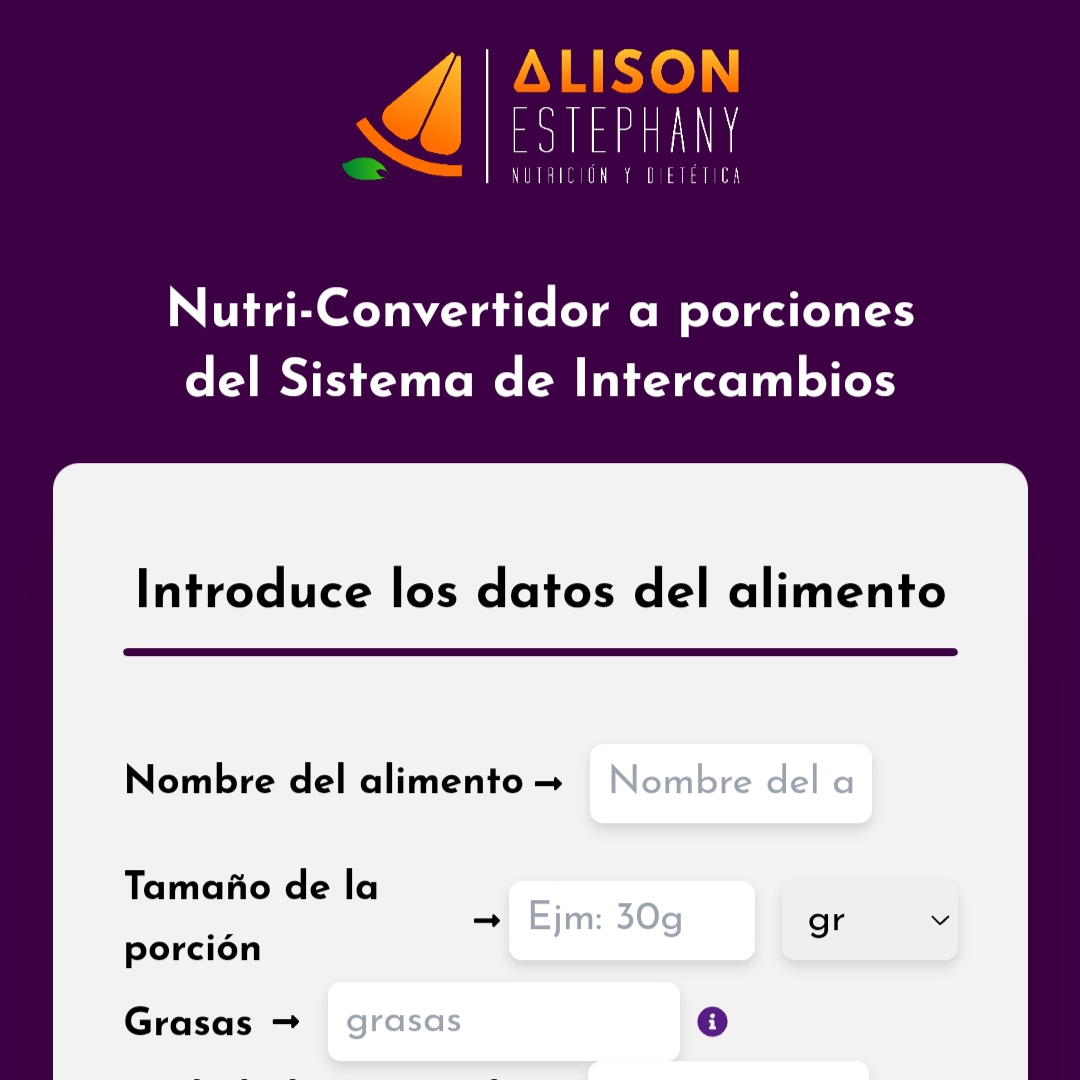 ALISON
ESTEPHANY
NUTRICIÓN Y DIETÉTICA
Nutri-Convertidor a porciones
del Sistema de Intercambios
Introduce los datos del alimento
Nombre del alimento → Nombre del a
Tamaño de la
porción → Ejm: 30g gr
Grasas → grasas